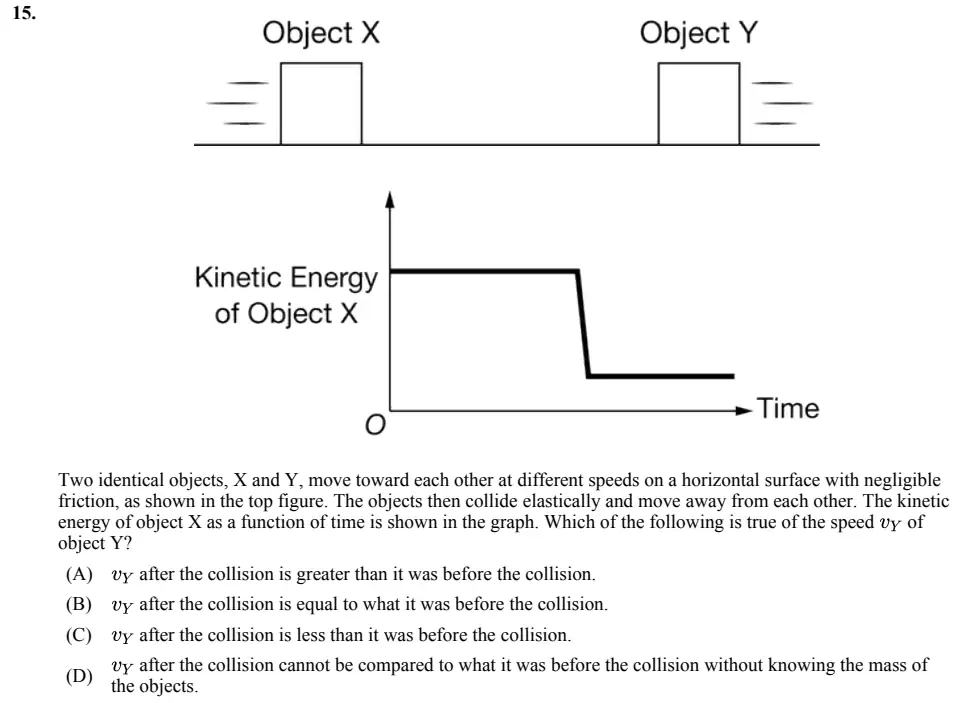 15.
Object X
Object Y
Kinetic Energy
of Object X
O
Time
Two identical objects, X and Y, move toward each other at different speeds on a horizontal surface with negligible
friction, as shown in the top figure. The objects then collide elastically and move away from each other. The kinetic
energy of object X as a function of time is shown in the graph. Which of the following is true of the speed v_Y of
object Y?
(A) v_Y after the collision is greater than it was before the collision.
(B) v_Y after the collision is equal to what it was before the collision.
(C) v_Y after the collision is less than it was before the collision.
(D) v_Y after the collision cannot be compared to what it was before the collision without knowing the mass of
the objects.